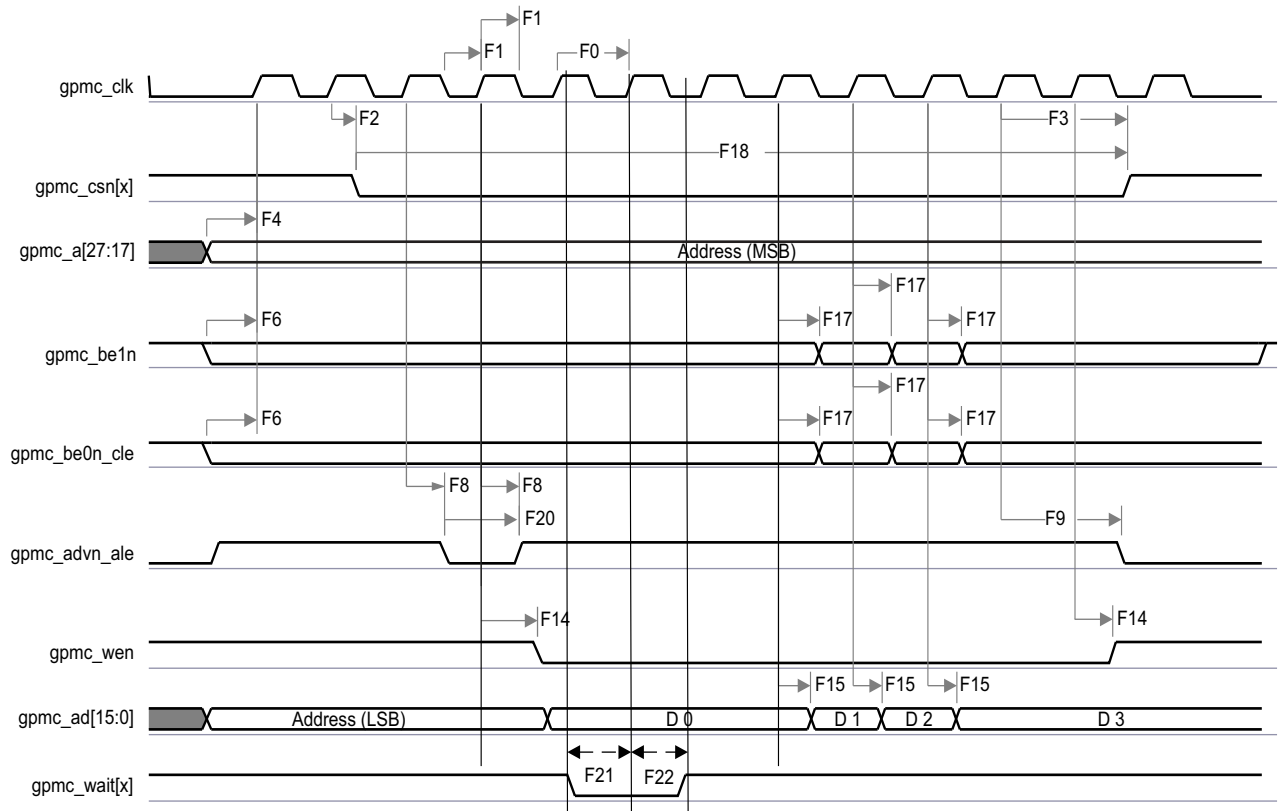 F1
F1
F0
gpmc_clk
F2
F3
F18
gpmc_csn[x]
F4
gpmc_a[27:17]
Address (MSB)
F17
F6
F17
F17
gpmc_be1n
F17
F6
F17
F17
gpmc_be0n_cle
F8
F8
F20
F9
gpmc_advn_ale
F14
F14
gpmc_wen
F15
F15
F15
gpmc_ad[15:0]
Address (LSB)
D 0
D 1
D 2
D 3
F21
F22
gpmc_wait[x]